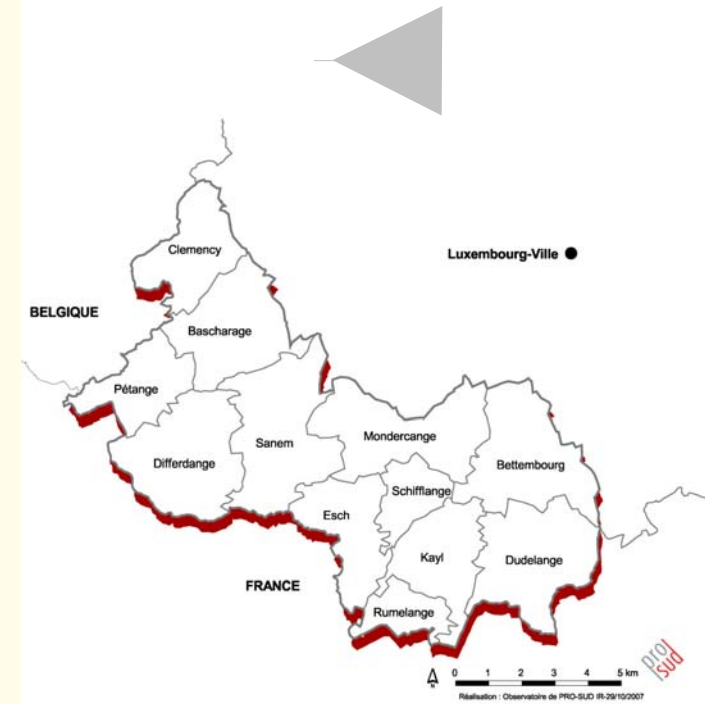 Clemency
Luxembourg-Ville
BELGIQUE
Bascharage
Pétange
Sanem
Mondercange
Differdange
Bettembourg
Schifflange
Esch
Kayl
Dudelange
FRANCE
Rumelange
pro sud
N
0 1 2 3 4 5 km
Réalisation : Observatoire de PRO-SUD IR-29/10/2007